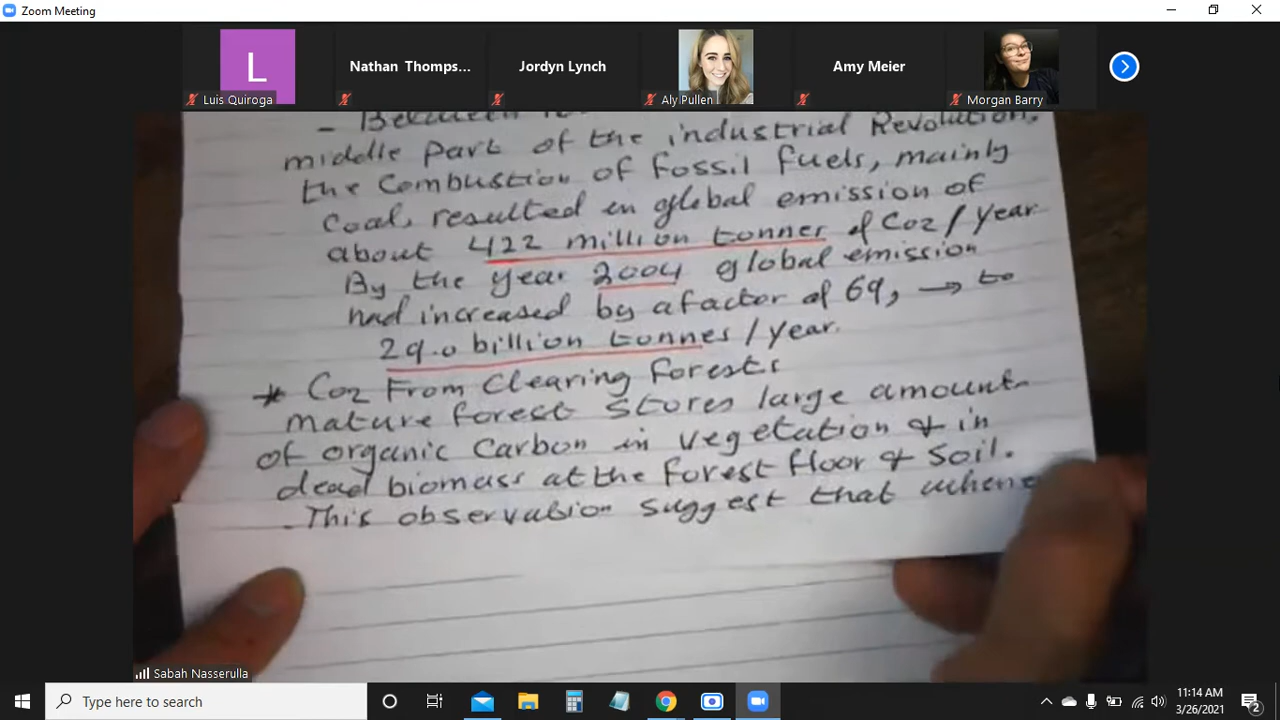 Zoom Meeting
L
Nathan Thomps...
Jordyn Lynch
Amy Meier
Luis Quiroga
Aly Pullen
Morgan Barry
- Between
middle part of the industrial Revolution,
the Combustion of fossil fuels, mainly
Coal, resulted in global emission of
about 422 million tonner of Co2 / year
By the year 2004 global emission
had increased by a factor of 69, → to
29.0 billion tonnes / year.
* Co2 From Clearing forests
mature forest stores large amount
of organic Carbon in vegetation & in
dead biomass at the forest floor & soil.
- This observation suggest that where
Sabah Nasserulla
Type here to search
11:14 AM
3/26/2021
2